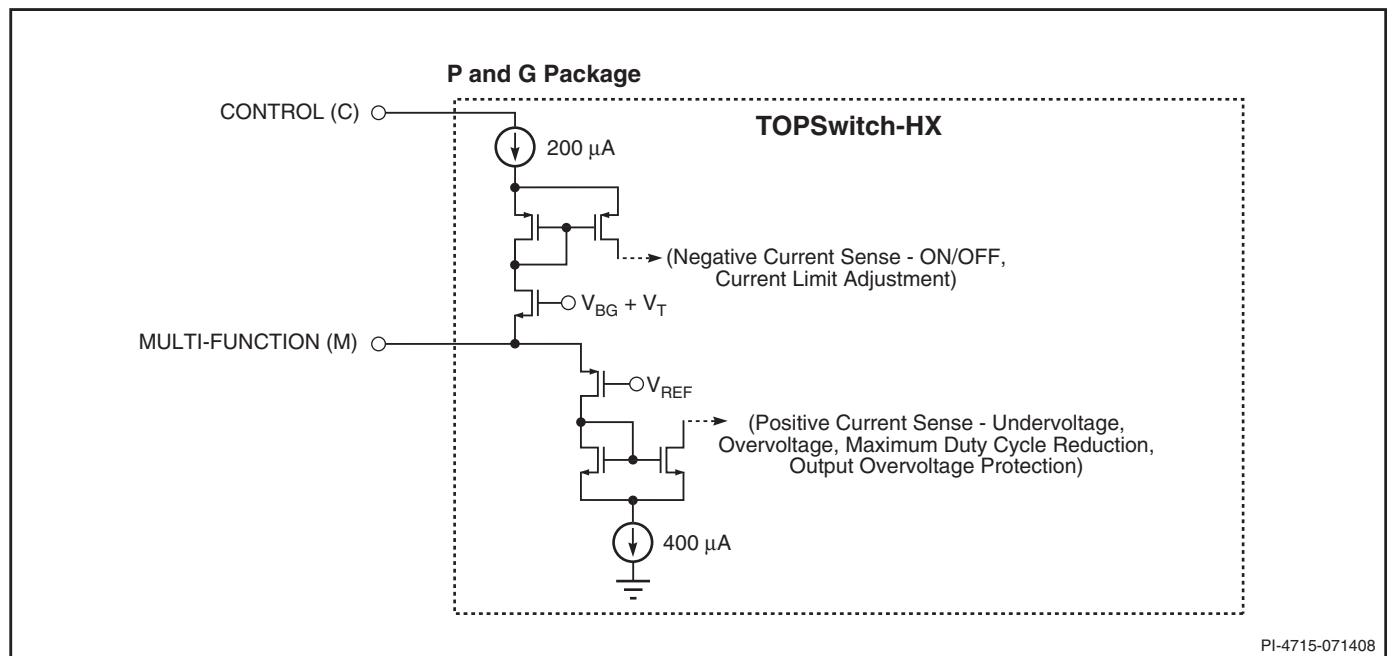 P and G Package
CONTROL (C)
TOPSwitch-HX
200 μA
(Negative Current Sense - ON/OFF,
Current Limit Adjustment)
V_BG + V_T
MULTI-FUNCTION (M)
V_REF
(Positive Current Sense - Undervoltage,
Overvoltage, Maximum Duty Cycle Reduction,
Output Overvoltage Protection)
400 μA
PI-4715-071408